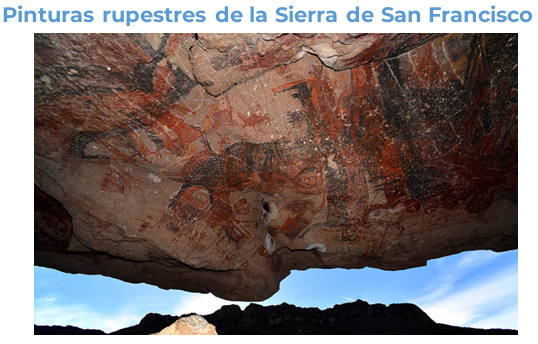 Pinturas rupestres de la Sierra de San Francisco